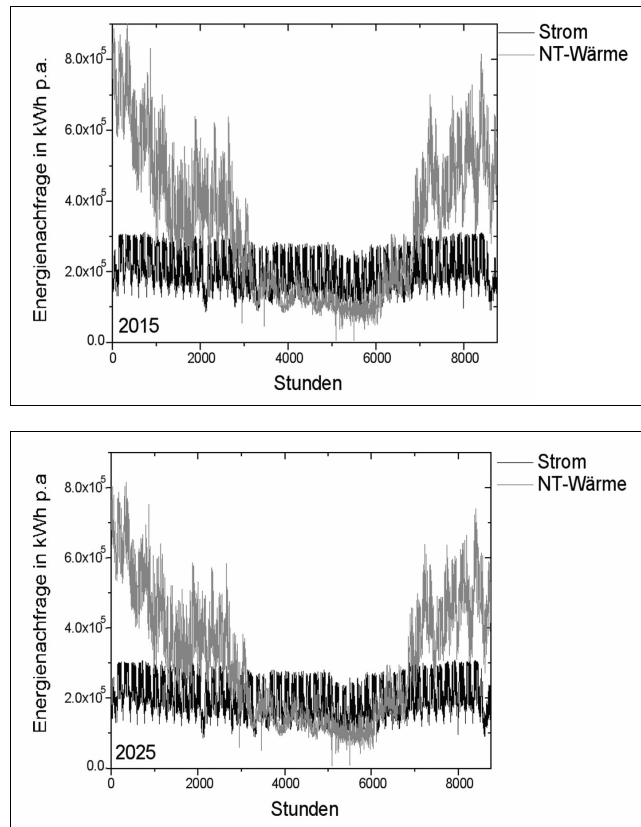 Strom
NT-Wärme
Energienachfrage in kWh p.a.
8.0x10⁵
6.0x10⁵
4.0x10⁵
2.0x10⁵
0.0
2015
0 2000 4000 6000 8000
Stunden
Strom
NT-Wärme
Energienachfrage in kWh p.a
8.0x10⁵
6.0x10⁵
4.0x10⁵
2.0x10⁵
0.0
2025
0 2000 4000 6000 8000
Stunden